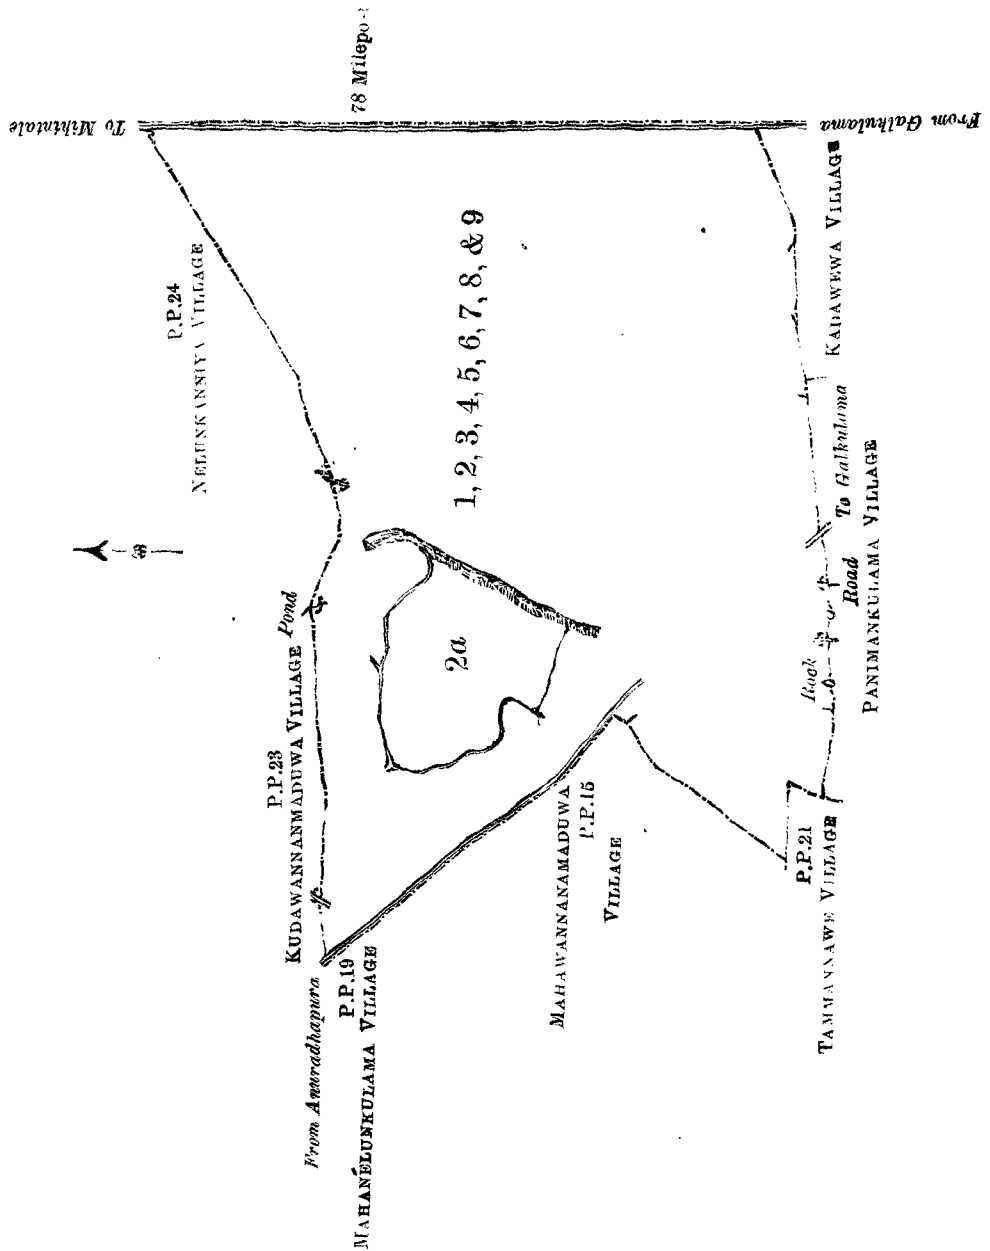 To Mihintale
78 Milepo
From Galkulama
P.P.24
NELUNKANNIYA VILLAGE
1, 2, 3, 4, 5, 6, 7, 8, & 9
KADAWEWA VILLAGE
To Galkulama
Road
PANIMANKULAMA VILLAGE
Rock
Pond
2a
P.P.23
KUDAWANNANMADUWA VILLAGE
P.P.15
MAHAWANNANAMADUWA
VILLAGE
P.P.21
TAMMANNAWE VILLAGE
From Anuradhapura
P.P.19
MAHANELUNKULAMA VILLAGE